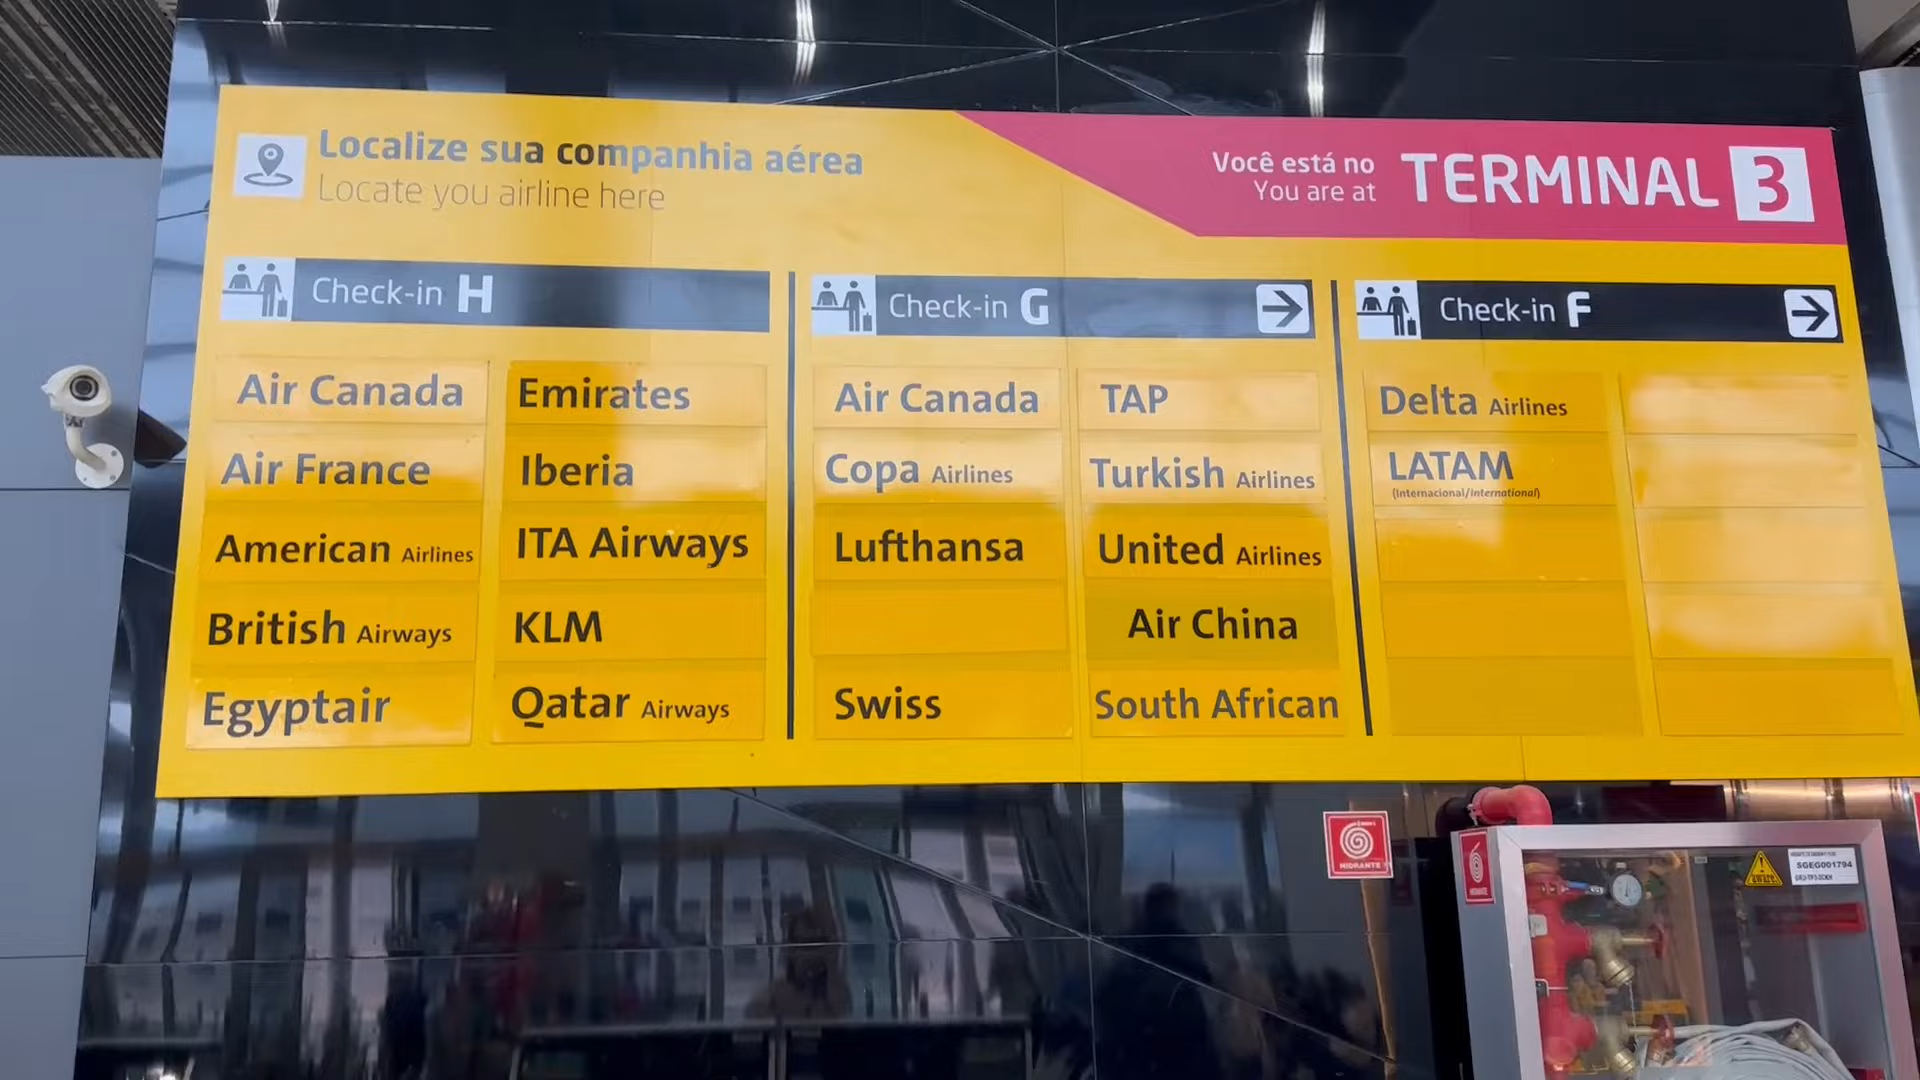 Localize sua companhia aérea
Locate you airline here
Você está no
You are at
TERMINAL 3
Check-in H
Air Canada
Air France
American Airlines
British Airways
Egyptair
Emirates
Iberia
ITA Airways
KLM
Qatar Airways
Check-in G
Air Canada
Copa Airlines
Lufthansa
Swiss
TAP
Turkish Airlines
United Airlines
Air China
South African
Check-in F
Delta Airlines
LATAM
(Internacional/International)
HIDRANTE
HIDRANTE
SGEG001794